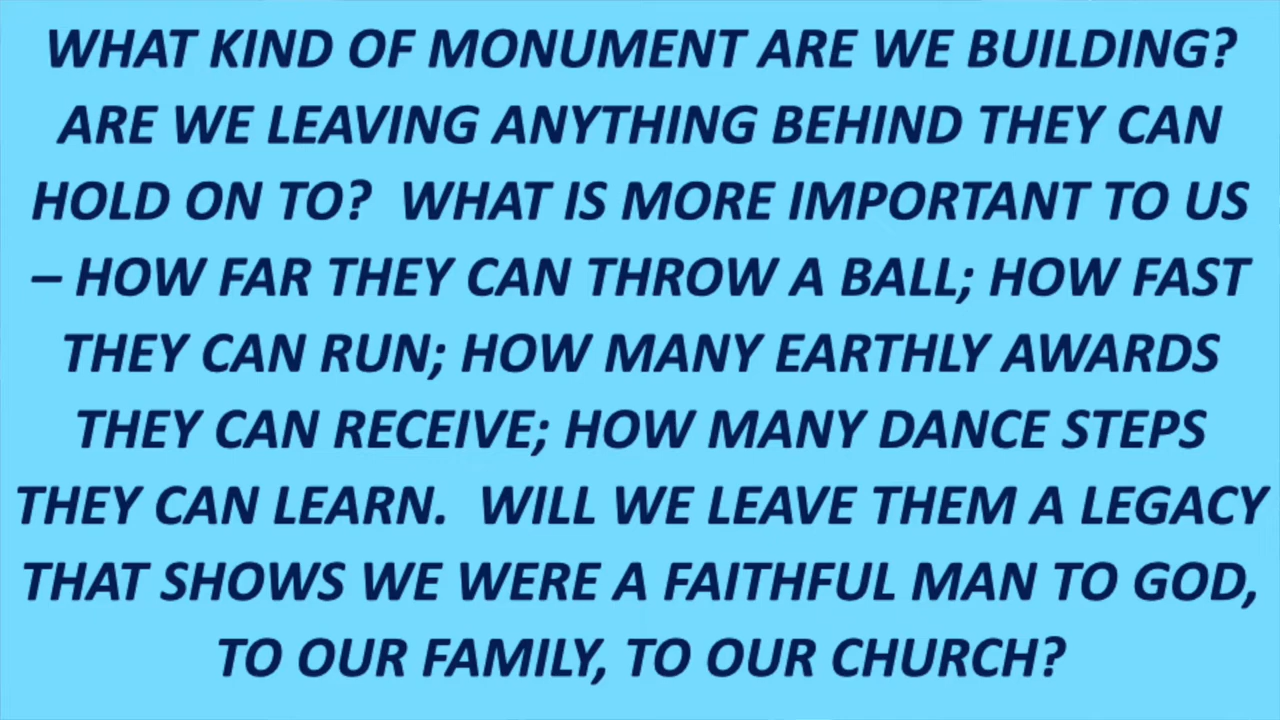 WHAT KIND OF MONUMENT ARE WE BUILDING?
ARE WE LEAVING ANYTHING BEHIND THEY CAN
HOLD ON TO?  WHAT IS MORE IMPORTANT TO US
– HOW FAR THEY CAN THROW A BALL; HOW FAST
THEY CAN RUN; HOW MANY EARTHLY AWARDS
THEY CAN RECEIVE; HOW MANY DANCE STEPS
THEY CAN LEARN.  WILL WE LEAVE THEM A LEGACY
THAT SHOWS WE WERE A FAITHFUL MAN TO GOD,
TO OUR FAMILY, TO OUR CHURCH?